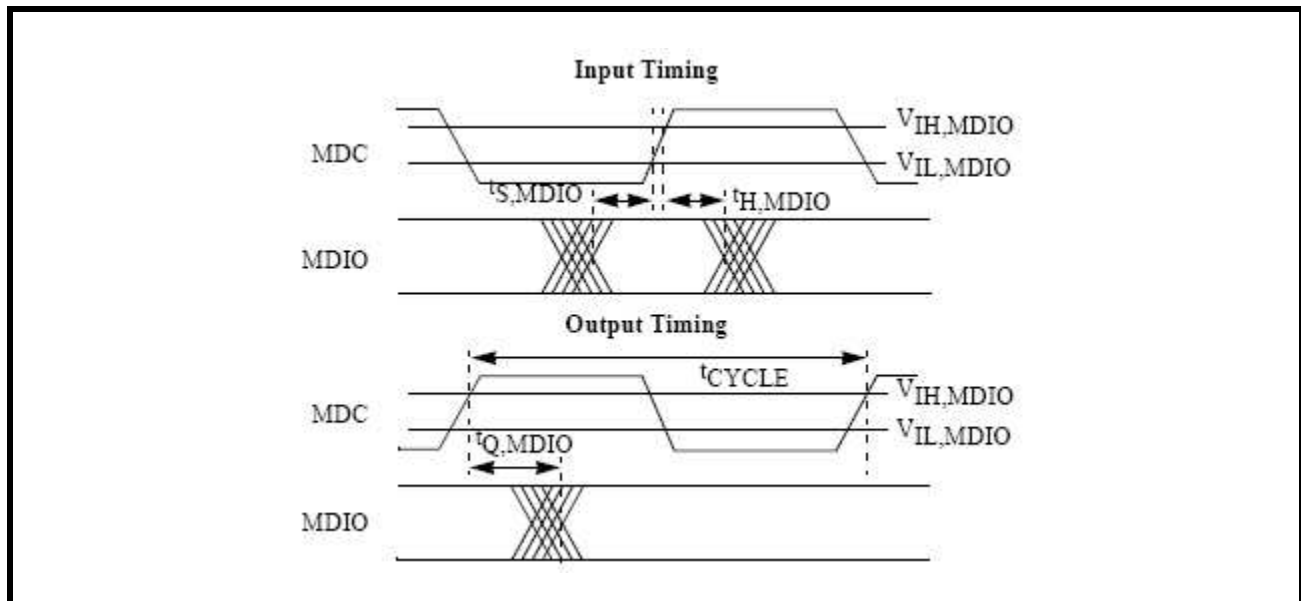 Input Timing
VIH,MDIO
MDC
VIL,MDIO
tS,MDIO
tH,MDIO
MDIO
Output Timing
tCYCLE
VIH,MDIO
MDC
VIL,MDIO
tQ,MDIO
MDIO